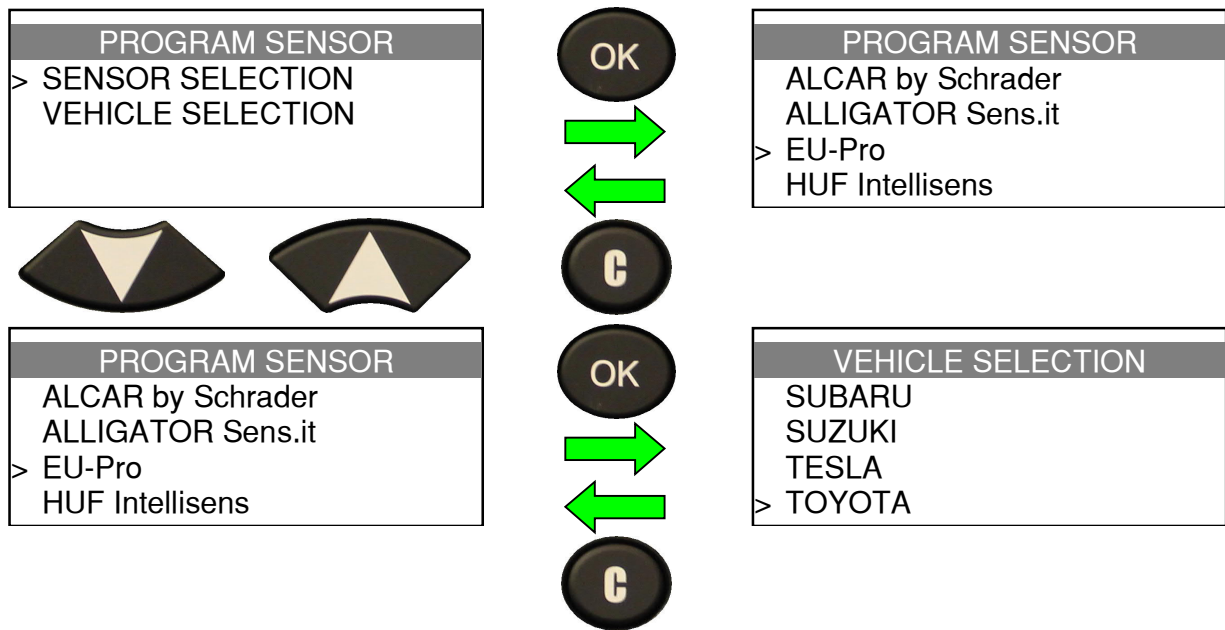 PROGRAM SENSOR
> SENSOR SELECTION
VEHICLE SELECTION
OK
PROGRAM SENSOR
ALCAR by Schrader
ALLIGATOR Sens.it
> EU-Pro
HUF Intellisens
C
PROGRAM SENSOR
ALCAR by Schrader
ALLIGATOR Sens.it
> EU-Pro
HUF Intellisens
OK
VEHICLE SELECTION
SUBARU
SUZUKI
TESLA
> TOYOTA
C